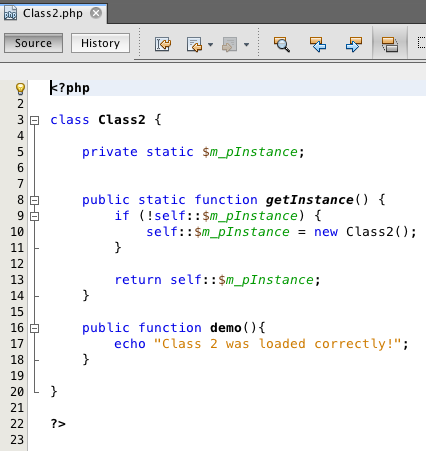 Class2.php
Source History
<?php
2
3 class Class2 {
4
5 private static $m_pInstance;
6
7
8 public static function getInstance() {
9 if (!self::$m_pInstance) {
10 self::$m_pInstance = new Class2();
11 }
12
13 return self::$m_pInstance;
14 }
15
16 public function demo(){
17 echo "Class 2 was loaded correctly!";
18 }
19
20 }
21
22 ?>
23